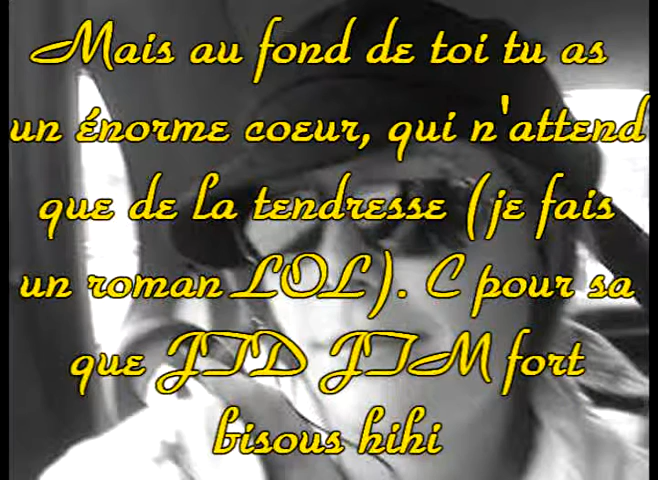 Mais au fond de toi tu as
un énorme coeur, qui n'attend
que de la tendresse (je fais
un roman LOL). C pour sa
que JTD JTM fort
bisous hihi